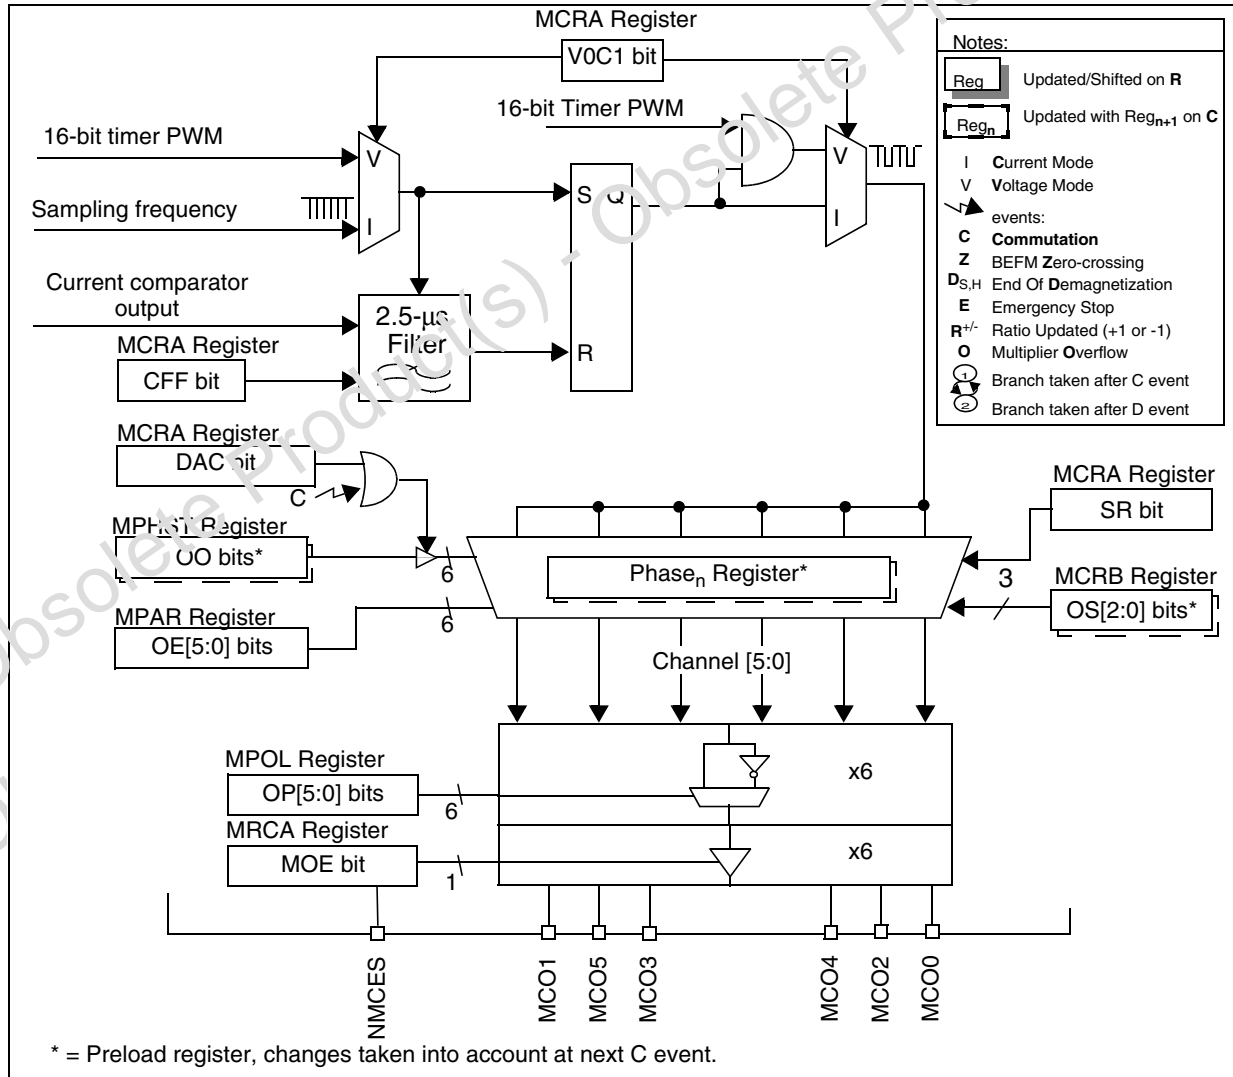 MCRA Register
V0C1 bit
16-bit Timer PWM
16-bit timer PWM
V
Sampling frequency
I
S Q
V
I
Current comparator
output
2.5-µs
Filter
R
MCRA Register
CFF bit
MCRA Register
DAC bit
C
MPHST Register
OO bits*
6
MPAR Register
OE[5:0] bits
6
Phasen Register*
MCRA Register
SR bit
3
MCRB Register
OS[2:0] bits*
Channel [5:0]
MPOL Register
OP[5:0] bits
6
x6
MRCA Register
MOE bit
1
x6
NMCES
MCO1
MCO5
MCO3
MCO4
MCO2
MCO0
* = Preload register, changes taken into account at next C event.
Notes:
Reg Updated/Shifted on R
Regn Updated with Regn+1 on C
I Current Mode
V Voltage Mode
events:
C Commutation
Z BEFM Zero-crossing
DS,H End Of Demagnetization
E Emergency Stop
R+/- Ratio Updated (+1 or -1)
O Multiplier Overflow
1 Branch taken after C event
2 Branch taken after D event
Obsolete Product(s) - Obsolete Pro